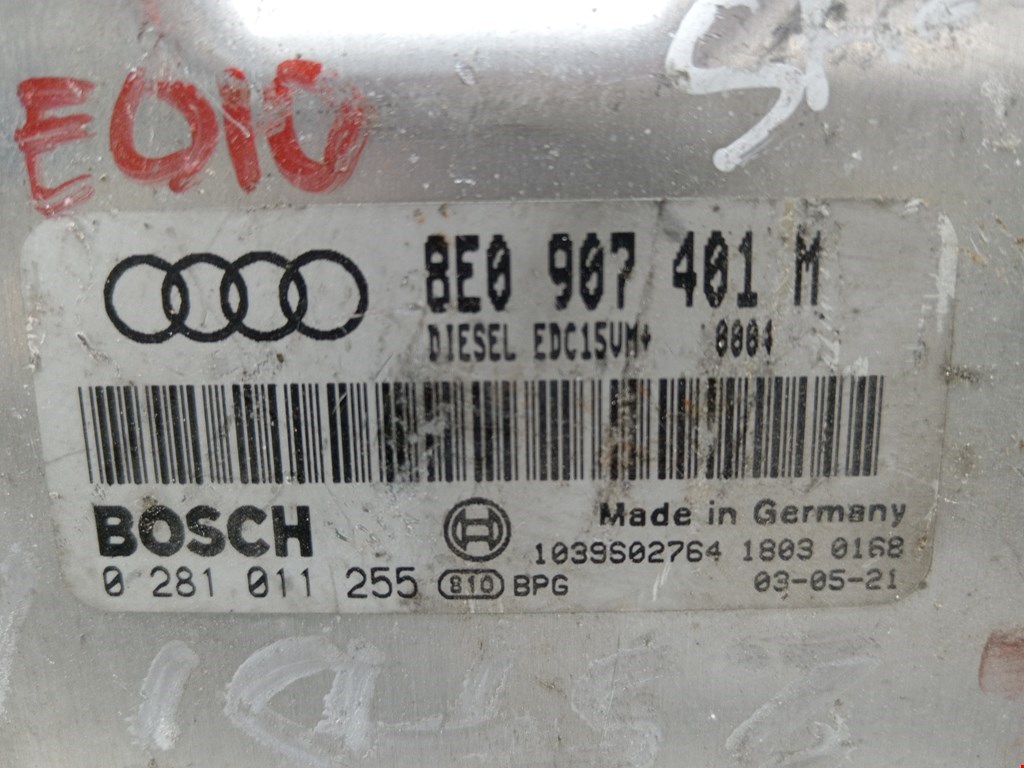 E010
8E0 907 401 M
DIESEL EDC15VM+ 0004
BOSCH
Made in Germany
1039S02764 1803 0168
0 281 011 255 810 BPG 03-05-21